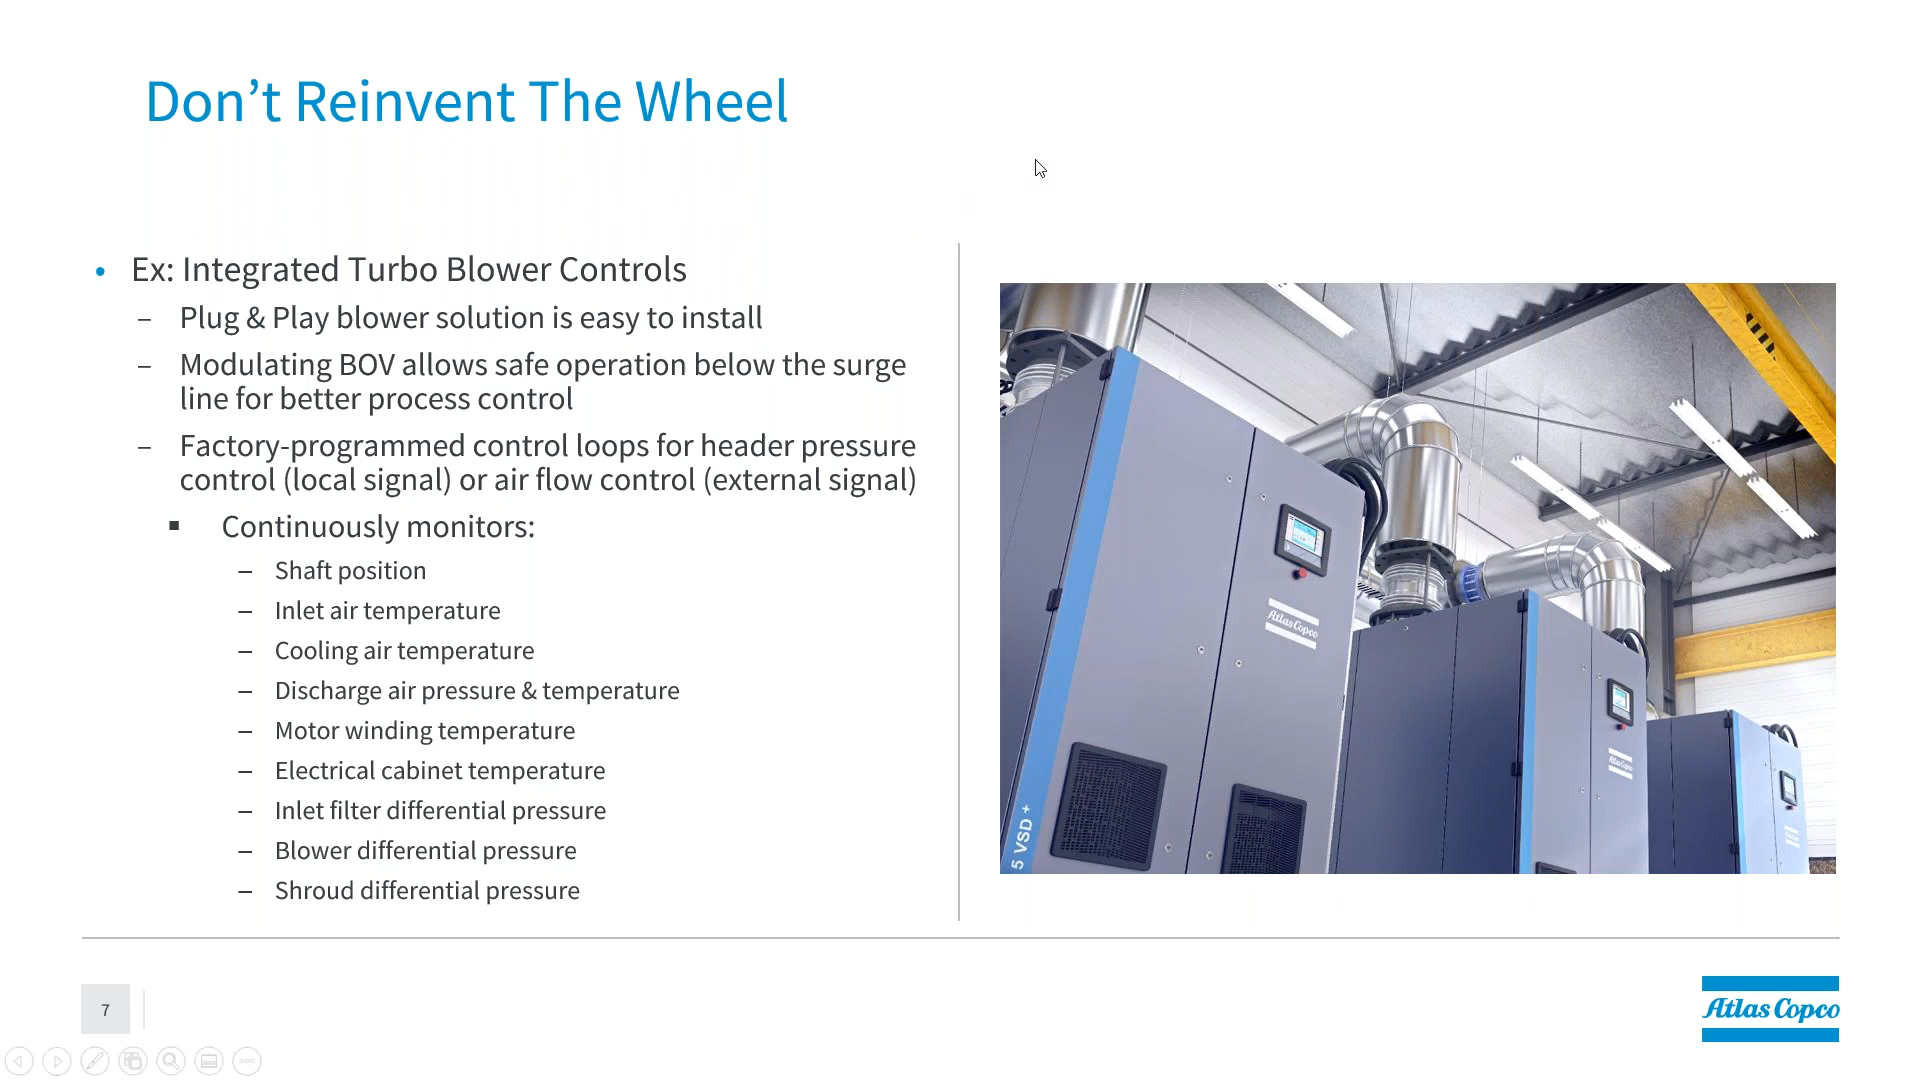 Don’t Reinvent The Wheel
• Ex: Integrated Turbo Blower Controls
– Plug & Play blower solution is easy to install
– Modulating BOV allows safe operation below the surge
line for better process control
– Factory-programmed control loops for header pressure
control (local signal) or air flow control (external signal)
▪ Continuously monitors:
– Shaft position
– Inlet air temperature
– Cooling air temperature
– Discharge air pressure & temperature
– Motor winding temperature
– Electrical cabinet temperature
– Inlet filter differential pressure
– Blower differential pressure
– Shroud differential pressure
Atlas Copco
Atlas Copco
5 VSD +
7
Atlas Copco